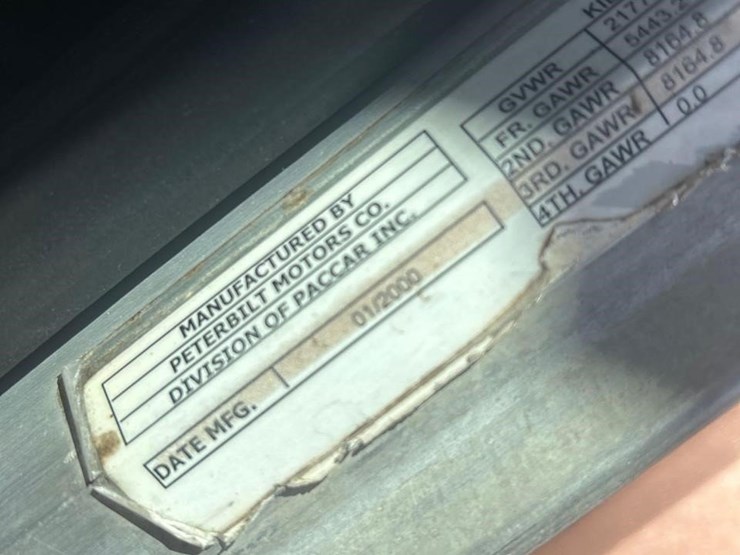 MANUFACTURED BY
PETERBILT MOTORS CO.
DIVISION OF PACCAR INC.
DATE MFG. 01/2000
GVWR
FR. GAWR 5443.2
2ND. GAWR 8164.8
3RD. GAWR 8164.8
4TH. GAWR 0.0